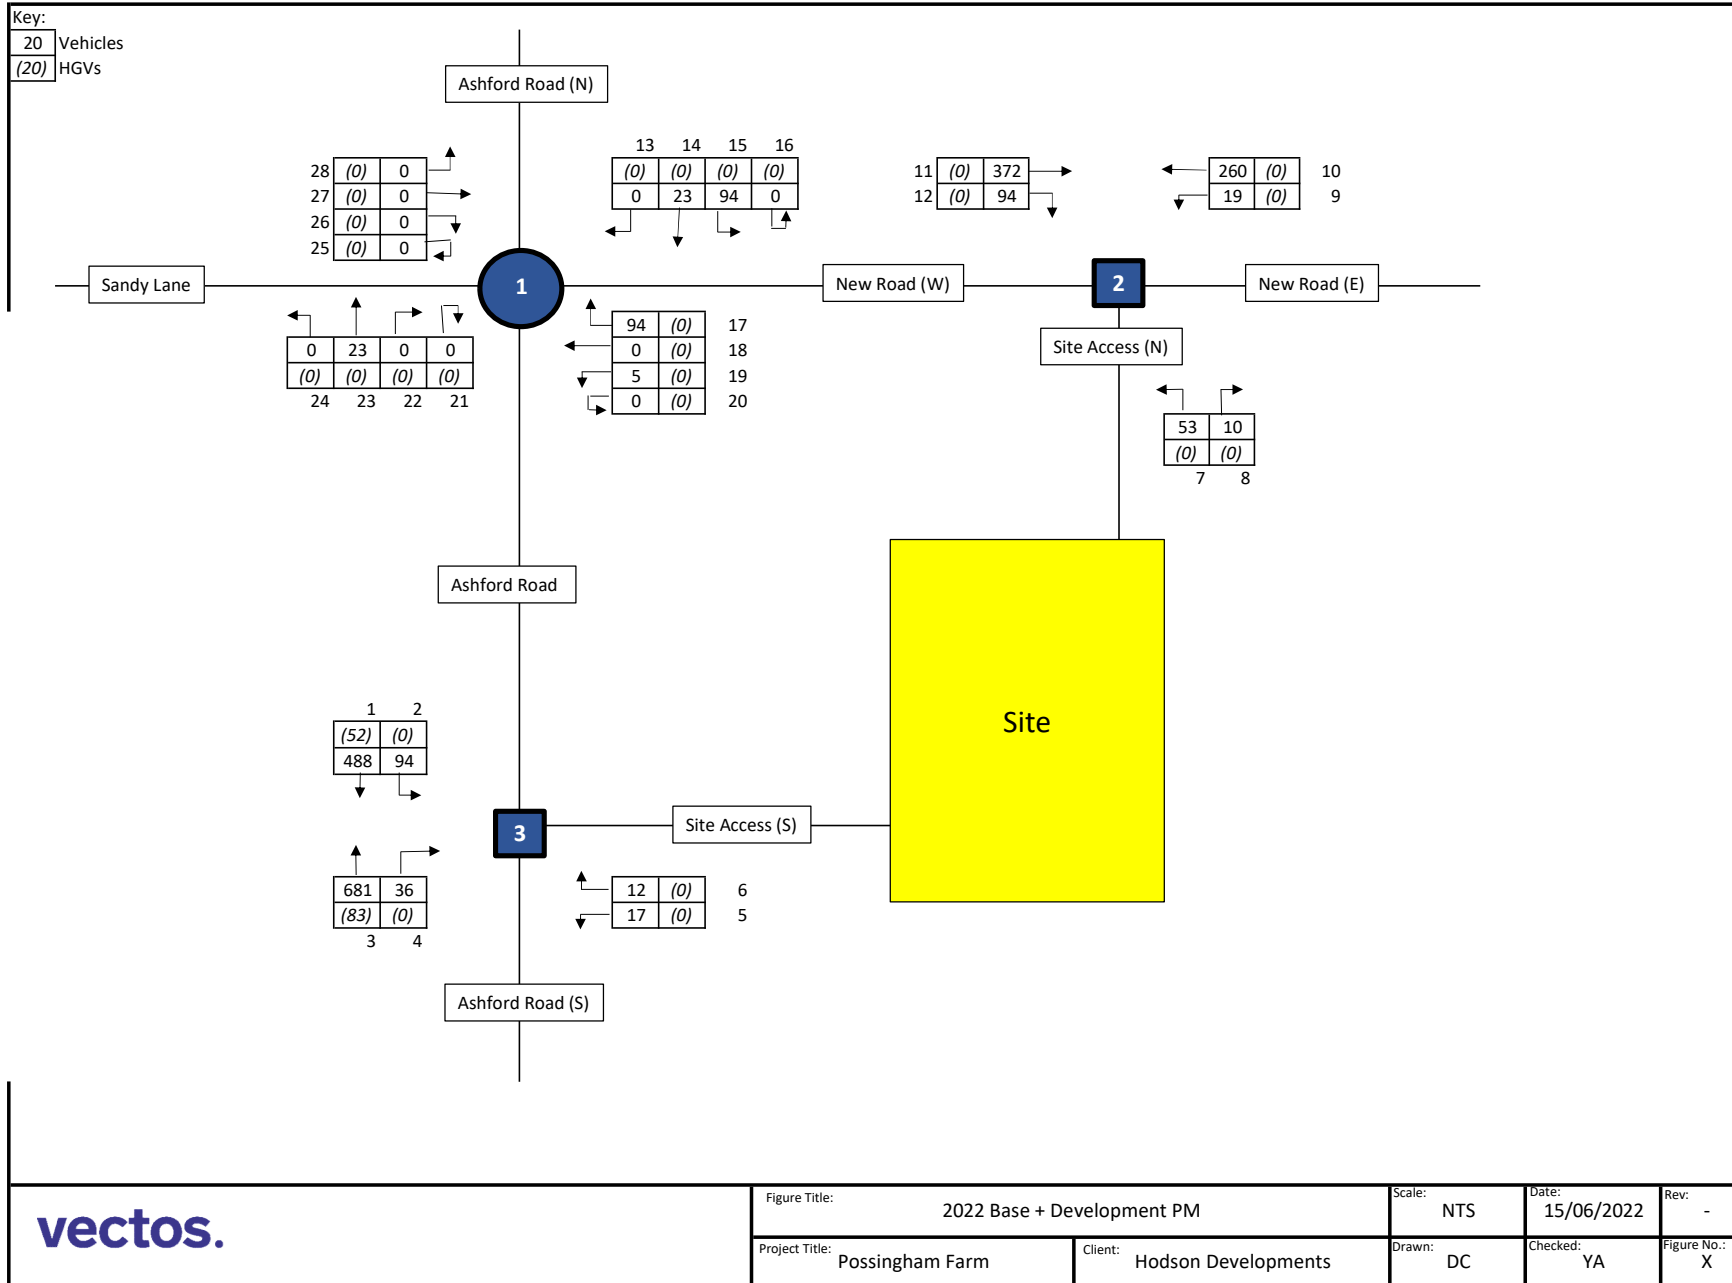 Key:
20 Vehicles
(20) HGVs
Ashford Road (N)
13 14 15 16
(0) (0) (0) (0)
0 23 94 0
28 (0) 0
27 (0) 0
26 (0) 0
25 (0) 0
11 (0) 372
12 (0) 94
260 (0) 10
19 (0) 9
Sandy Lane
1
New Road (W)
2
New Road (E)
0 23 0 0
(0) (0) (0) (0)
24 23 22 21
94 (0) 17
0 (0) 18
5 (0) 19
0 (0) 20
Site Access (N)
53 10
(0) (0)
7 8
Ashford Road
Site
1 2
(52) (0)
488 94
3
Site Access (S)
681 36
(83) (0)
3 4
12 (0) 6
17 (0) 5
Ashford Road (S)
vectos.
Figure Title: 2022 Base + Development PM
Scale: NTS
Date: 15/06/2022
Rev: -
Project Title: Possingham Farm
Client: Hodson Developments
Drawn: DC
Checked: YA
Figure No.: X